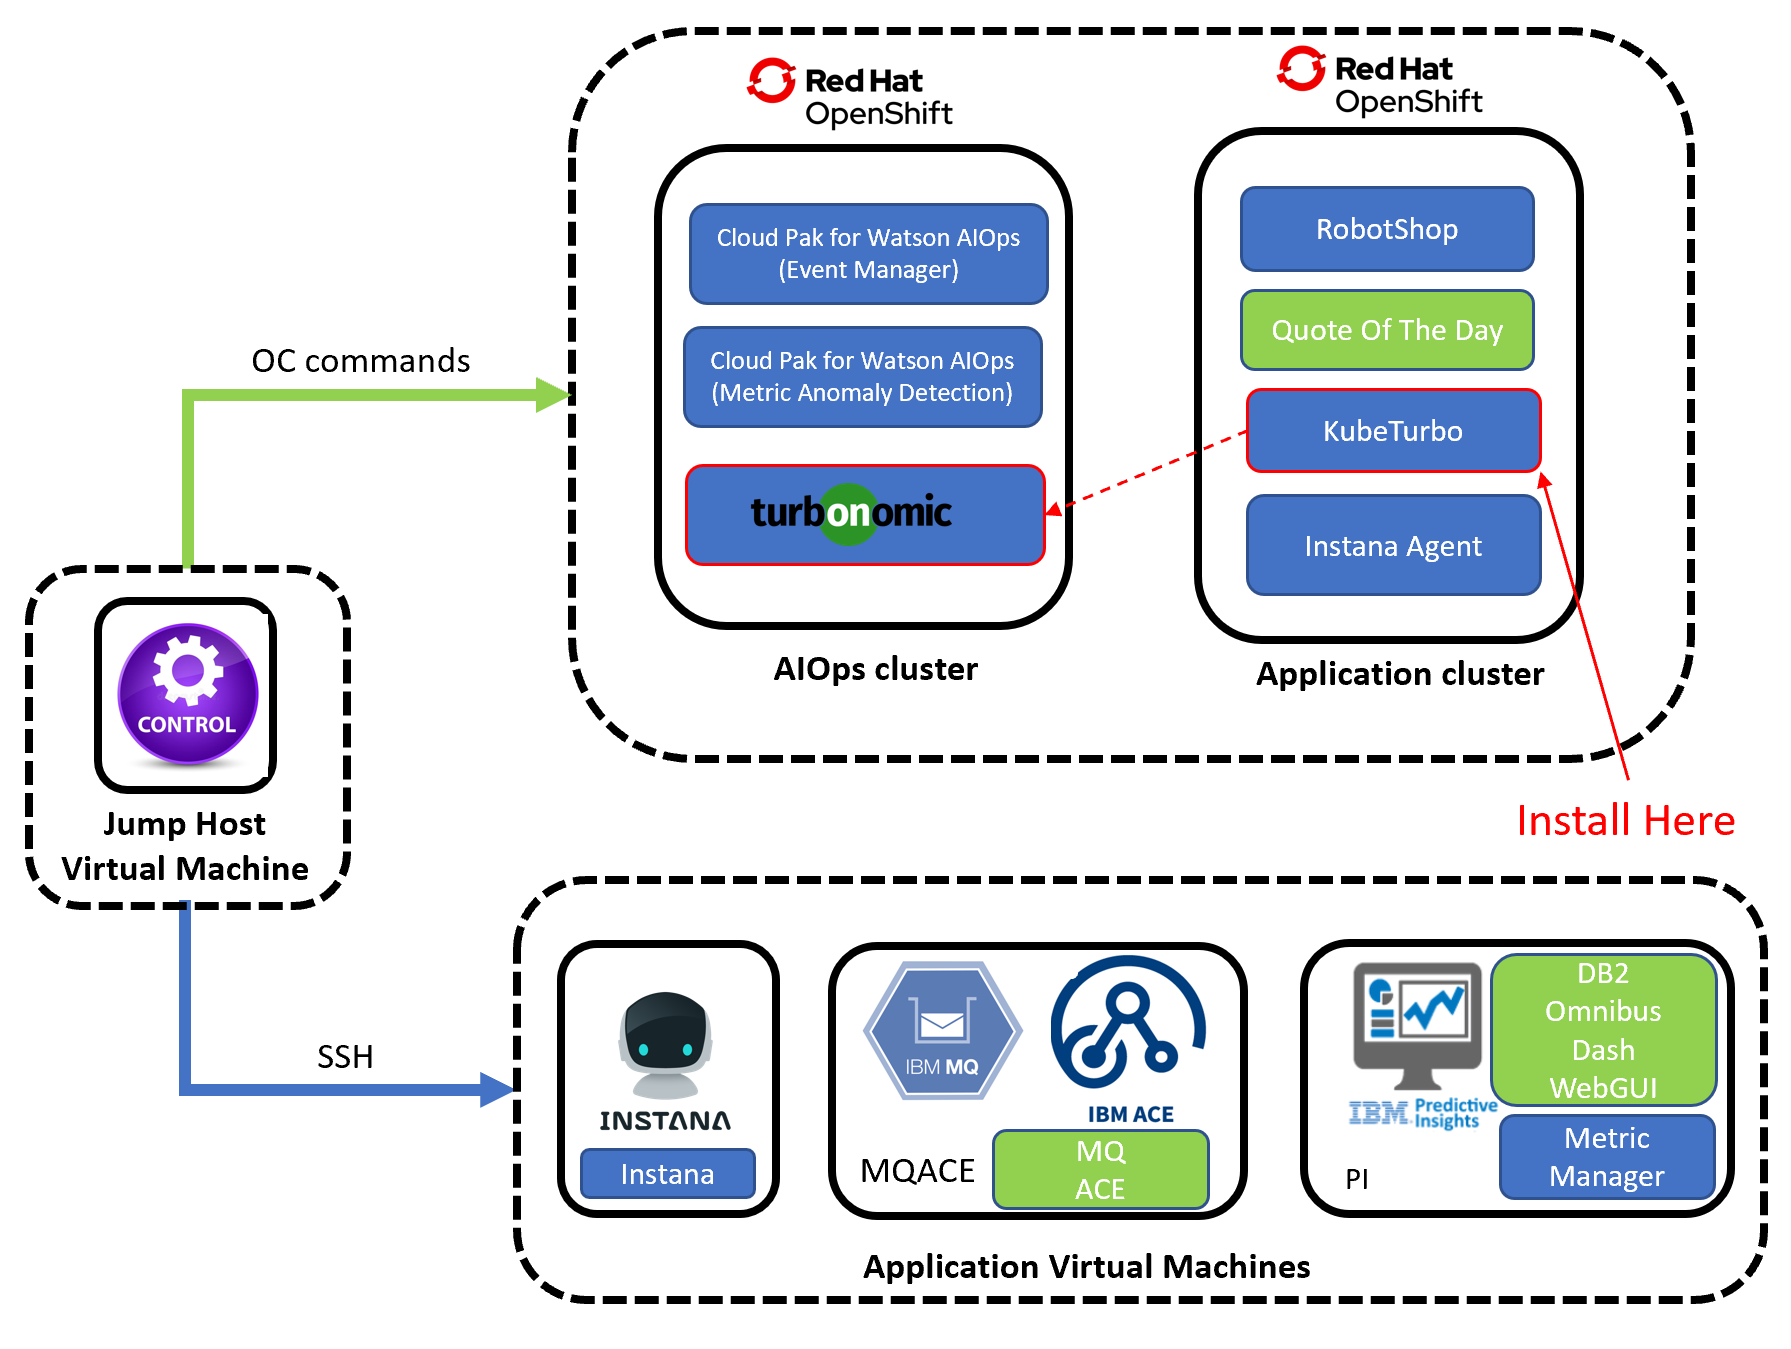 Red Hat
OpenShift
Red Hat
OpenShift
Cloud Pak for Watson AIOps
(Event Manager)
Cloud Pak for Watson AIOps
(Metric Anomaly Detection)
turbonomic
AIOps cluster
RobotShop
Quote Of The Day
KubeTurbo
Instana Agent
Application cluster
OC commands
CONTROL
Jump Host
Virtual Machine
Install Here
SSH
INSTANA
Instana
IBM MQ
IBM ACE
MQACE
MQ
ACE
IBM Predictive
Insights
PI
DB2
Omnibus
Dash
WebGUI
Metric
Manager
Application Virtual Machines